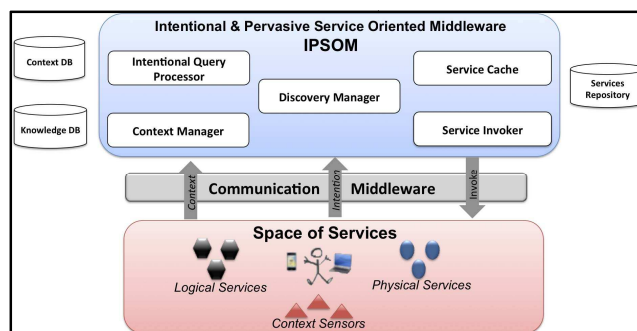 Intentional & Pervasive Service Oriented Middleware
IPSOM
Context DB
Knowledge DB
Intentional Query
Processor
Context Manager
Discovery Manager
Service Cache
Service Invoker
Services
Repository
Context
Intention
Invoke
Communication Middleware
Space of Services
Logical Services
Physical Services
Context Sensors